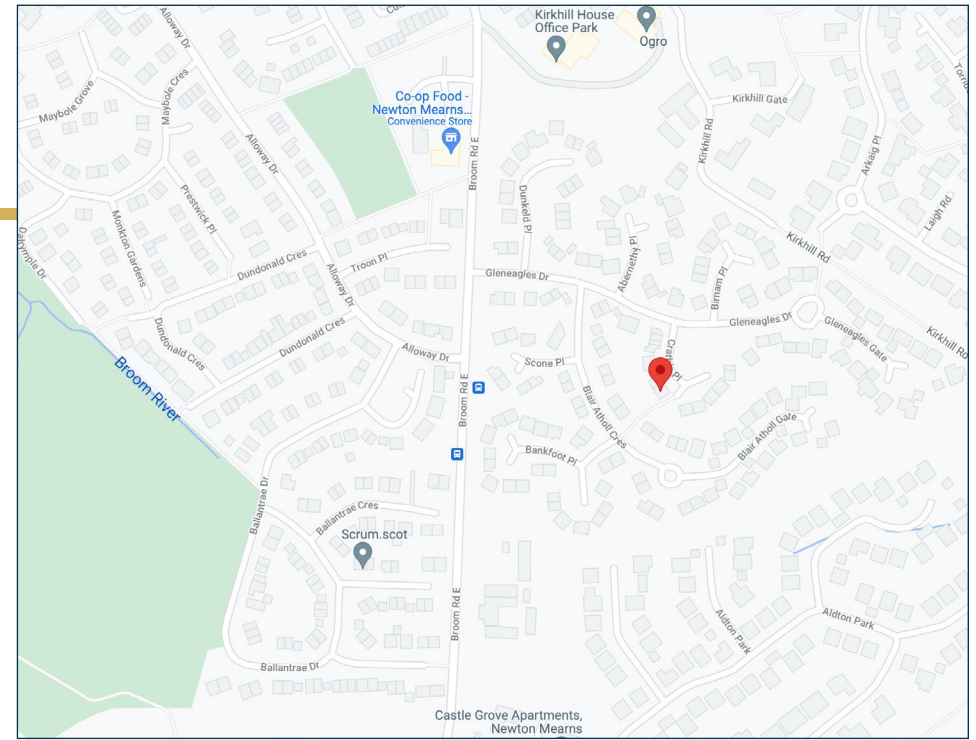 Kirkhill House
Office Park
Ogro
Alloway Dr
Maybole Cres
Maybole Grove
Co-op Food -
Newton Mearns...
Convenience Store
Kirkhill Gate
Kirkhill Rd
Arkaig Pl
Laigh Rd
Broom Rd E
Alloway Dr
Prestwick Pl
Monkton Gardens
Dunkeld Pl
Abernethy Pl
Birnam Pl
Kirkhill Rd
Dalrymple Dr
Dundonald Cres
Troon Pl
Alloway Dr
Gleneagles Dr
Gleneagles Dr
Gleneagles Gate
Kirkhill Rd
Dundonald Cres
Dundonald Cres
Alloway Dr
Scone Pl
Broom River
Broom Rd E
Blair Atholl Cres
Blair Atholl Gate
Bankfoot Pl
Ballantrae Dr
Ballantrae Cres
Scrum.scot
Broom Rd E
Aldton Park
Aldton Park
Ballantrae Dr
Castle Grove Apartments,
Newton Mearns